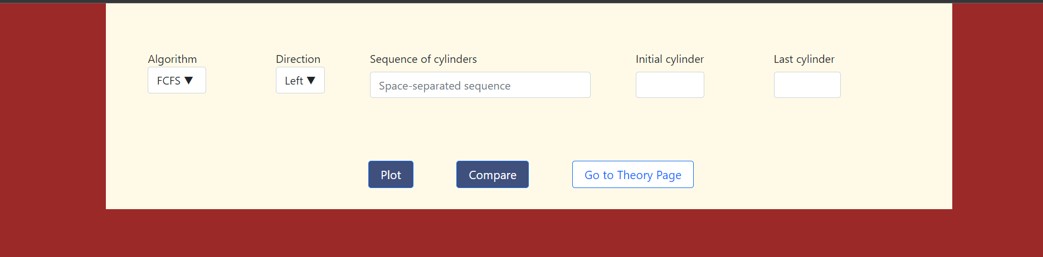 Algorithm Direction Sequence of cylinders Initial cylinder Last cylinder
FCFS ▼ Left ▼ Space-separated sequence
Plot Compare Go to Theory Page